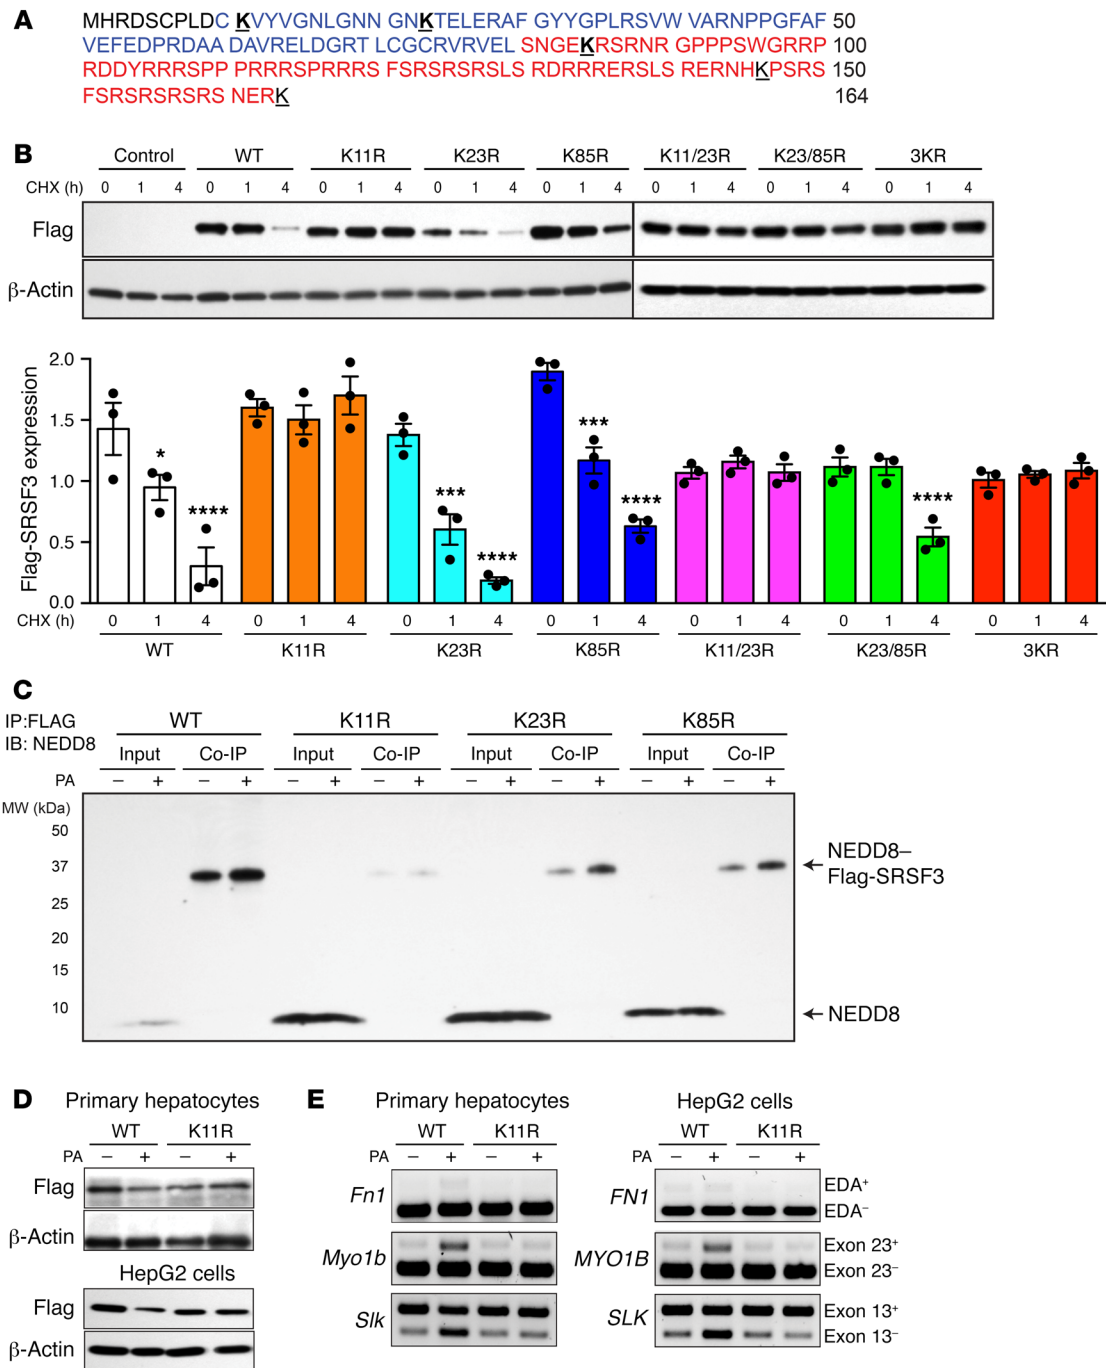 A
MHRDSCPLDC KVYVGNLGNN GNKTELERAF GYYGPLRSVW VARNPPGFAF 50
VEFEDPRDAA DAVRELDGRT LCGCRVRVEL SNGEKRSRNR GPPPSWGRRP 100
RDDYRRRSPP PRRRSPRRRS FSRSRSRSLS RDRRRERSLS RERNHKPSRS 150
FSRSRSRSRS NERK 164
B
Control WT K11R K23R K85R K11/23R K23/85R 3KR
CHX (h) 0 1 4 0 1 4 0 1 4 0 1 4 0 1 4 0 1 4 0 1 4 0 1 4
Flag
β-Actin
Flag-SRSF3 expression
2.0
1.5
1.0
0.5
0.0
* **** *** **** *** **** ****
CHX (h) 0 1 4 0 1 4 0 1 4 0 1 4 0 1 4 0 1 4 0 1 4
WT K11R K23R K85R K11/23R K23/85R 3KR
C
IP:FLAG
IB: NEDD8
WT K11R K23R K85R
Input Co-IP Input Co-IP Input Co-IP Input Co-IP
PA – + – + – + – + – + – + – + – +
MW (kDa)
50
37
25
20
15
10
NEDD8–
Flag-SRSF3
NEDD8
D
Primary hepatocytes
WT K11R
PA – + – +
Flag
β-Actin
HepG2 cells
Flag
β-Actin
E
Primary hepatocytes HepG2 cells
WT K11R WT K11R
PA – + – + PA – + – +
Fn1 FN1 EDA+
EDA–
Myo1b MYO1B Exon 23+
Exon 23–
Slk SLK Exon 13+
Exon 13–